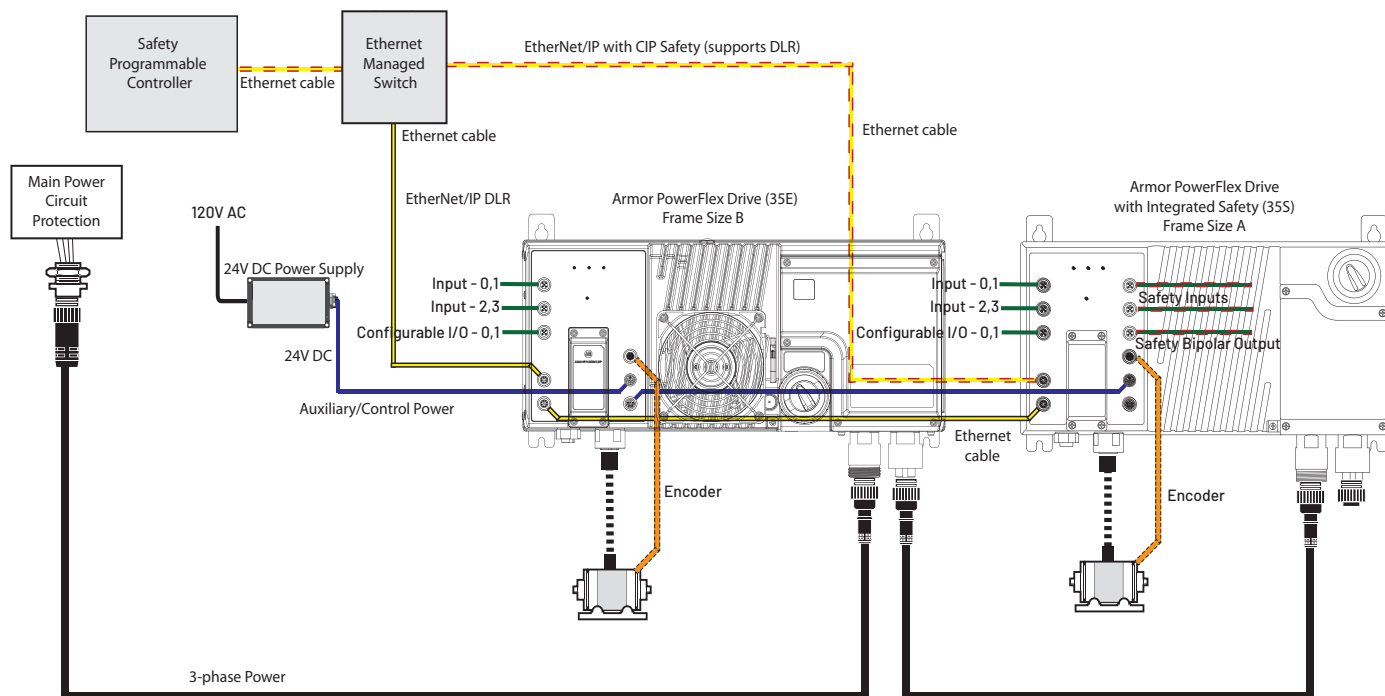 Safety
Programmable
Controller
Ethernet
Managed
Switch
EtherNet/IP with CIP Safety (supports DLR)
Ethernet cable
Ethernet cable
Ethernet cable
Main Power
Circuit
Protection
120V AC
EtherNet/IP DLR
Armor PowerFlex Drive (35E)
Frame Size B
Armor PowerFlex Drive
with Integrated Safety (35S)
Frame Size A
24V DC Power Supply
Input - 0,1
Input - 2,3
Configurable I/O - 0,1
Input - 0,1
Input - 2,3
Configurable I/O - 0,1
Safety Inputs
Safety Bipolar Output
24V DC
Auxiliary/Control Power
Ethernet
cable
Encoder
Encoder
3-phase Power